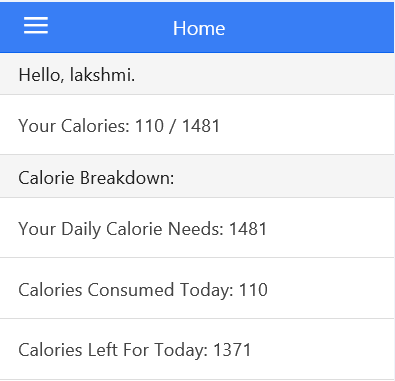 Home
Hello, lakshmi.
Your Calories: 110 / 1481
Calorie Breakdown:
Your Daily Calorie Needs: 1481
Calories Consumed Today: 110
Calories Left For Today: 1371